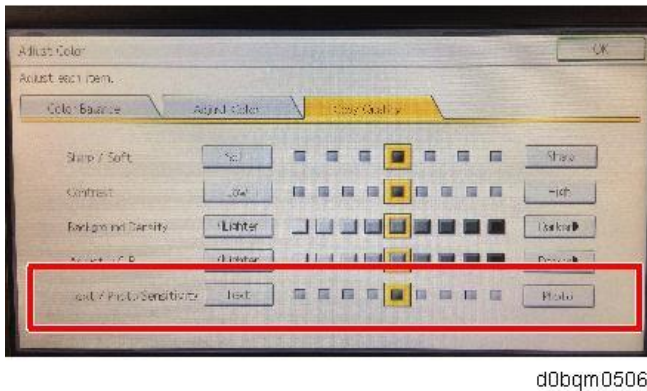 Adjust Color
OK
Adjust each item.
Color Balance Adjust Color Copy Quality
Sharp / Soft Soft Sharp
Contrast Low High
Background Density Lighter Darker
Lighter Darker
Text / Photo Sensitivity Text Photo
d0bqm0506